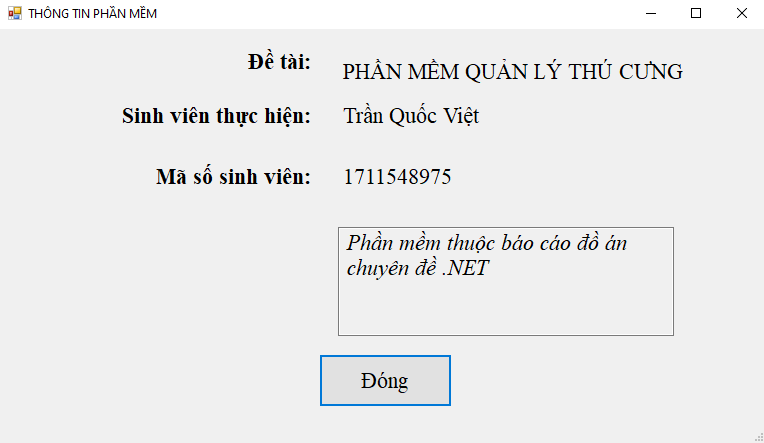 THÔNG TIN PHẦN MỀM
Đề tài: PHẦN MỀM QUẢN LÝ THÚ CƯNG
Sinh viên thực hiện: Trần Quốc Việt
Mã số sinh viên: 1711548975
Phần mềm thuộc báo cáo đồ án
chuyên đề .NET
Đóng